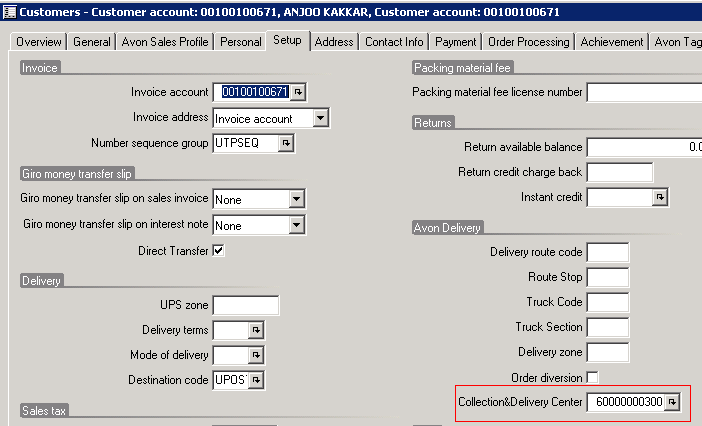 Customers - Customer account: 00100100671, ANJOO KAKKAR, Customer account: 00100100671
Overview General Avon Sales Profile Personal Setup Address Contact Info Payment Order Processing Achievement Avon Tag
Invoice
Invoice account 00100100671
Invoice address Invoice account
Number sequence group UTPSEQ
Giro money transfer slip
Giro money transfer slip on sales invoice None
Giro money transfer slip on interest note None
Direct Transfer
Delivery
UPS zone
Delivery terms
Mode of delivery
Destination code UPOS
Sales tax
Packing material fee
Packing material fee license number
Returns
Return available balance 0.0
Return credit charge back
Instant credit
Avon Delivery
Delivery route code
Route Stop
Truck Code
Truck Section
Delivery zone
Order diversion
Collection&Delivery Center 60000000300